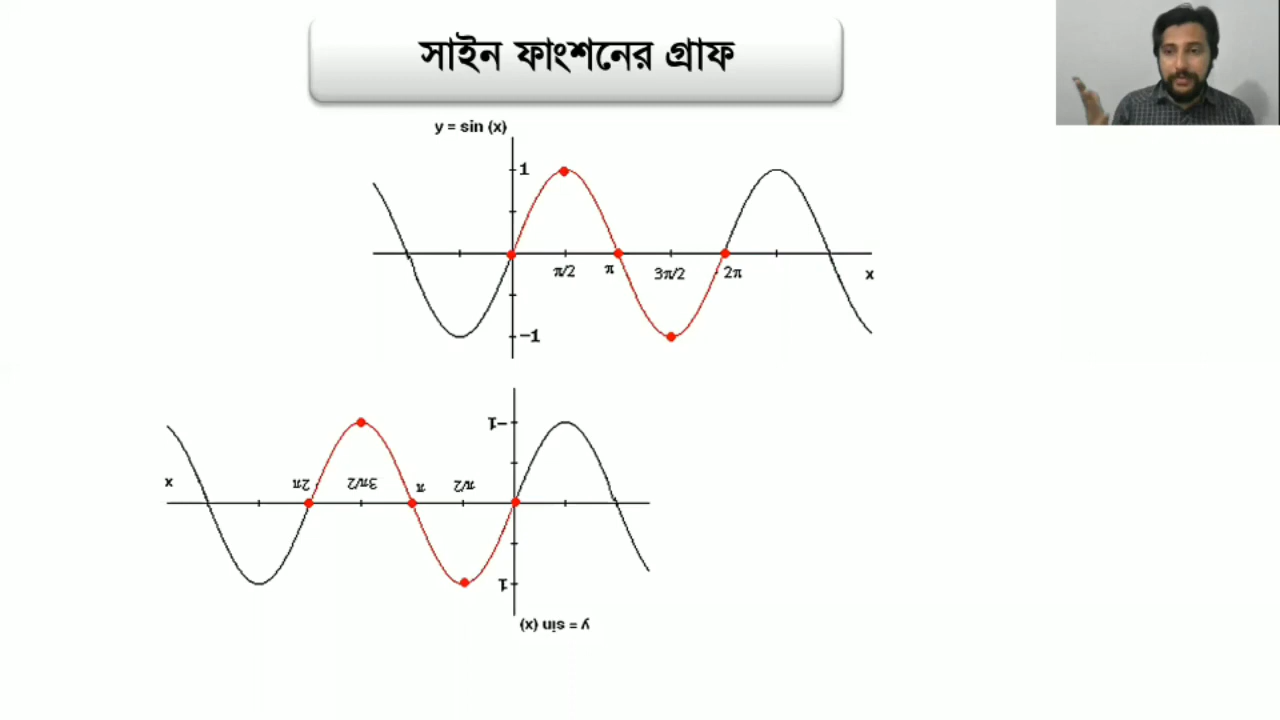 সাইন ফাংশনের গ্রাফ
y = sin (x)
1
π/2 π 3π/2 2π x
−1
−1
x 2π 3π/2 π π/2
1
y = sin (x)